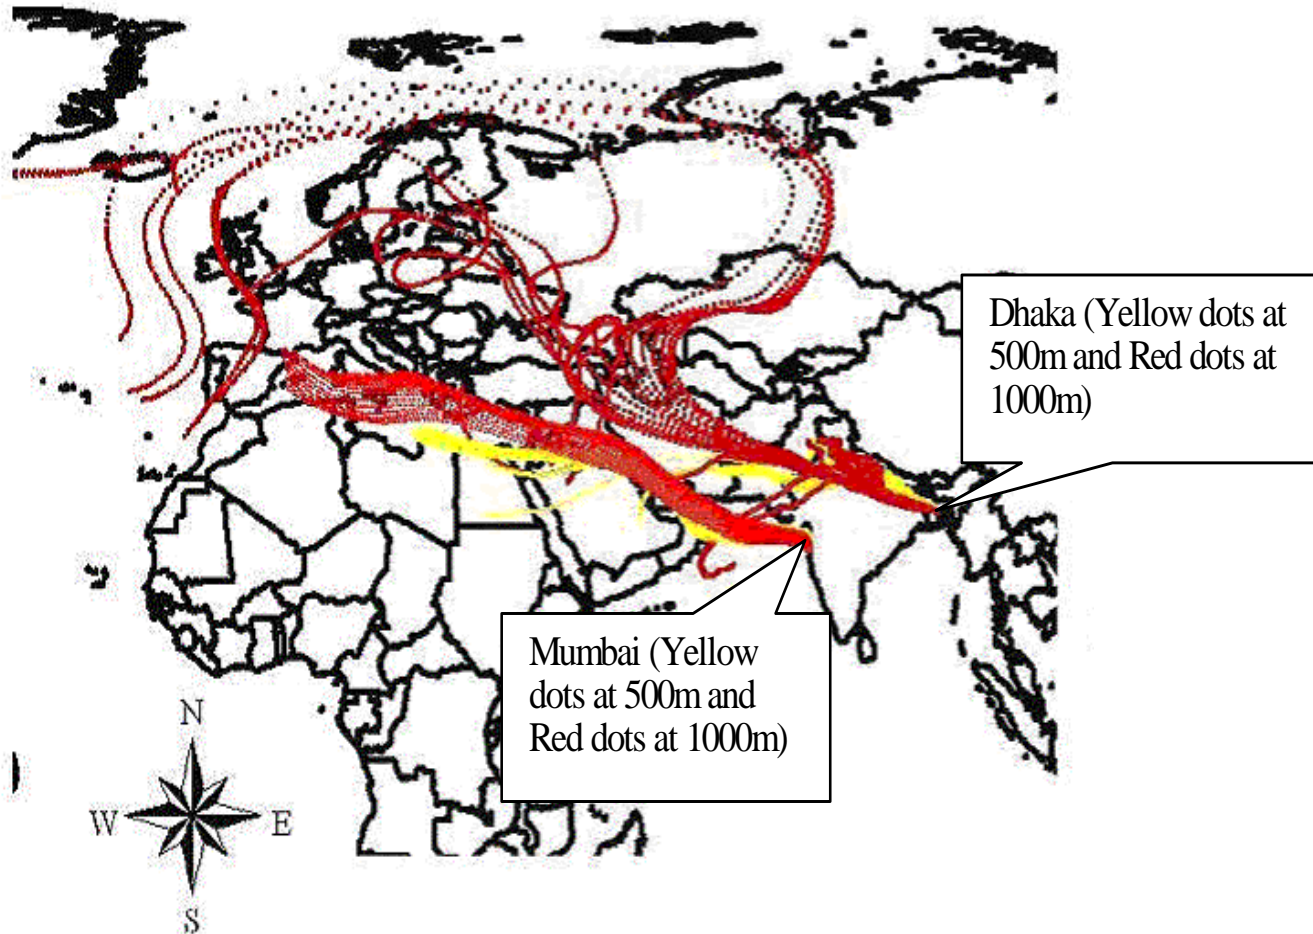 Dhaka (Yellow dots at
500m and Red dots at
1000m)
Mumbai (Yellow
dots at 500m and
Red dots at 1000m)
N
W E
S